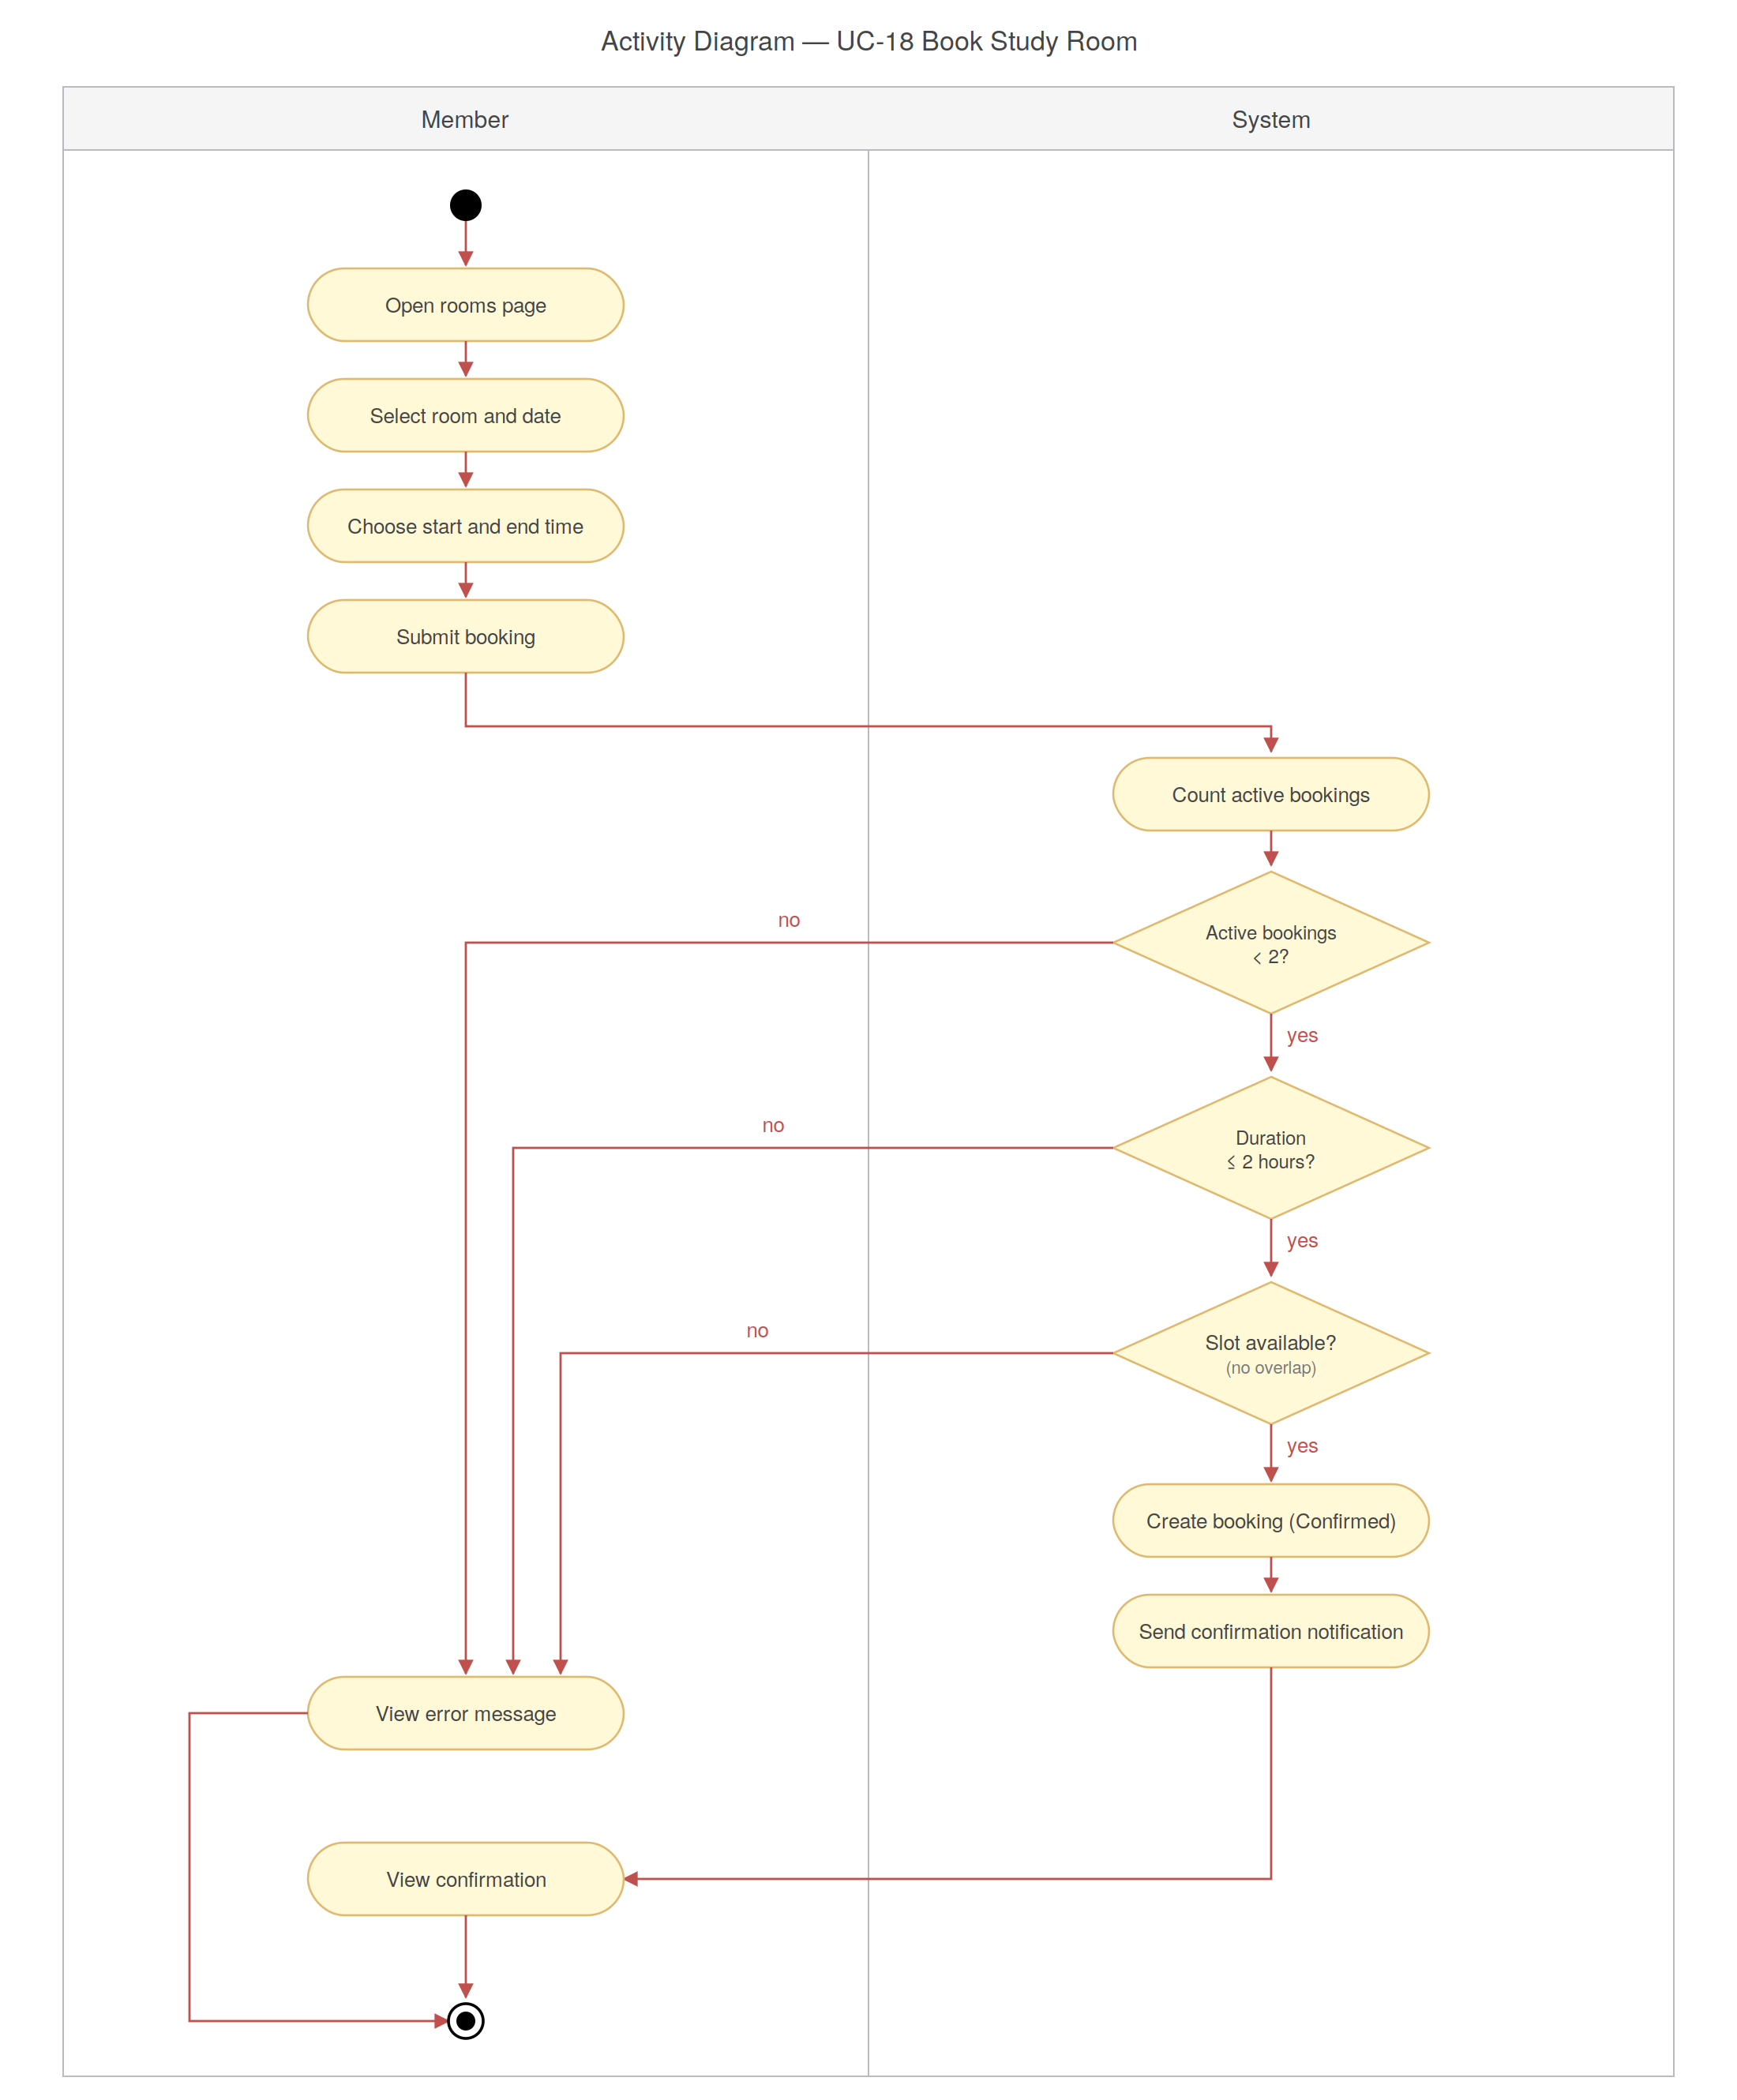 Activity Diagram — UC-18 Book Study Room
Member
System
Open rooms page
Select room and date
Choose start and end time
Submit booking
Count active bookings
Active bookings
< 2?
no
yes
Duration
≤ 2 hours?
no
yes
Slot available?
(no overlap)
no
yes
Create booking (Confirmed)
Send confirmation notification
View error message
View confirmation